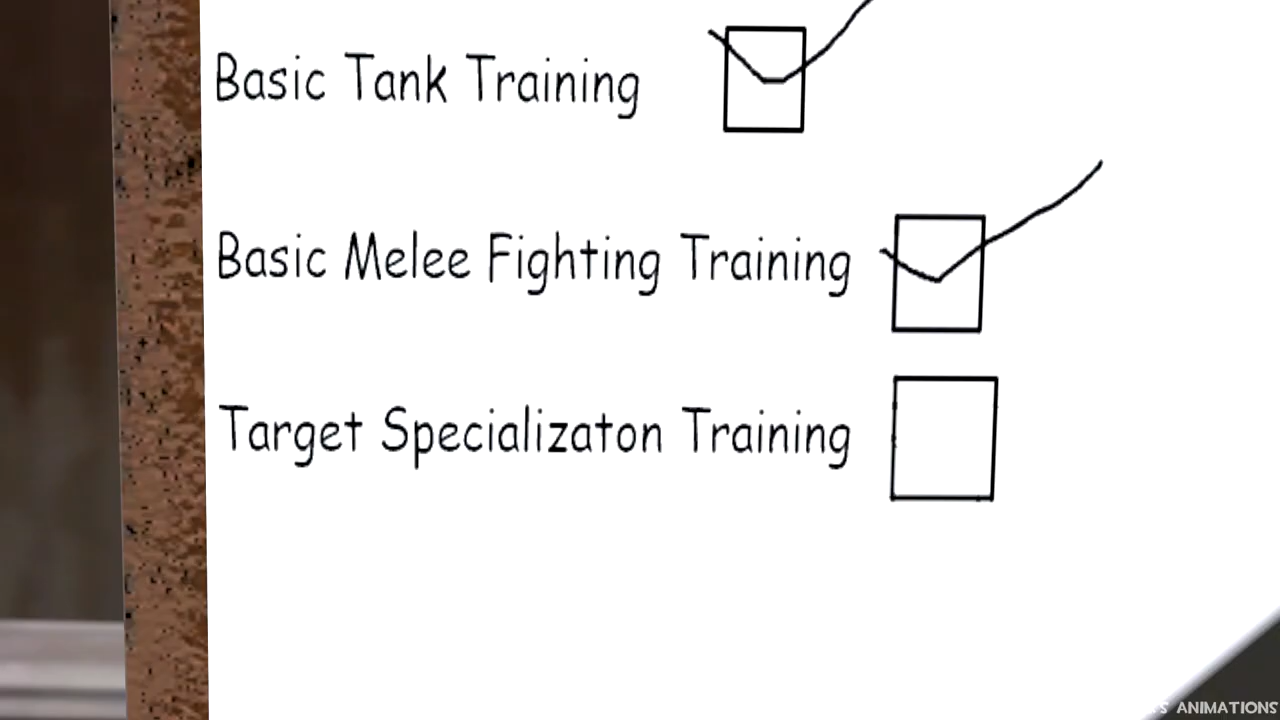 Basic Tank Training
Basic Melee Fighting Training
Target Specializaton Training
ANIMATIONS